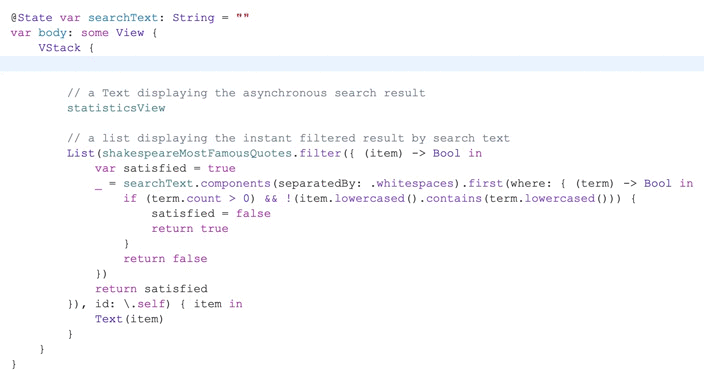 @State var searchText: String = ""
var body: some View {
    VStack {

        // a Text displaying the asynchronous search result
        statisticsView

        // a list displaying the instant filtered result by search text
        List(shakespeareMostFamousQuotes.filter({ (item) -> Bool in
            var satisfied = true
            _ = searchText.components(separatedBy: .whitespaces).first(where: { (term) -> Bool in
                if (term.count > 0) && !(item.lowercased().contains(term.lowercased())) {
                    satisfied = false
                    return true
                }
                return false
            })
            return satisfied
        }), id: \.self) { item in
            Text(item)
        }
    }
}